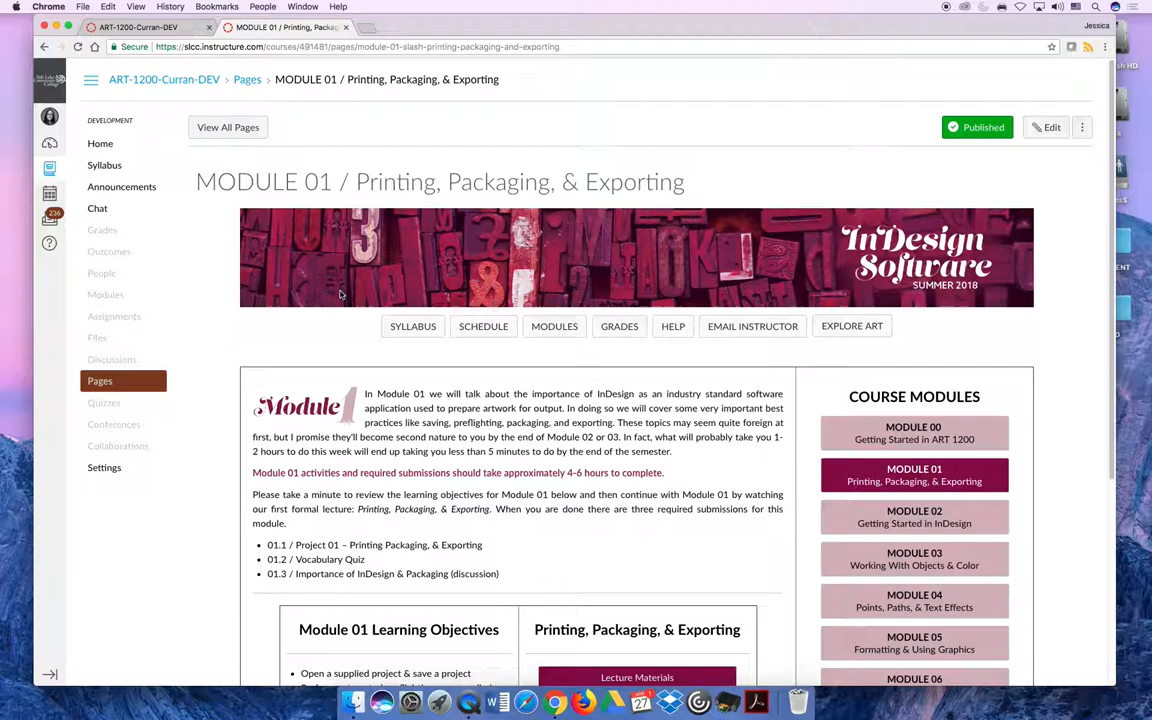 Chrome File Edit View History Bookmarks People Window Help
ART-1200-Curran-DEV × MODULE 01 / Printing, Packag ×
Jessica
Secure https://slcc.instructure.com/courses/491481/pages/module-01-slash-printing-packaging-and-exporting
ART-1200-Curran-DEV > Pages > MODULE 01 / Printing, Packaging, & Exporting
DEVELOPMENT
Home
Syllabus
Announcements
Chat
Grades
Outcomes
People
Modules
Assignments
Files
Discussions
Pages
Quizzes
Conferences
Collaborations
Settings
236
View All Pages
Published
Edit
MODULE 01 / Printing, Packaging, & Exporting
InDesign
Software
SUMMER 2018
SYLLABUS SCHEDULE MODULES GRADES HELP EMAIL INSTRUCTOR EXPLORE ART
Module 1
In Module 01 we will talk about the importance of InDesign as an industry standard software
application used to prepare artwork for output. In doing so we will cover some very important best
practices like saving, preflighting, packaging, and exporting. These topics may seem quite foreign at
first, but I promise they'll become second nature to you by the end of Module 02 or 03. In fact, what will probably take you 1-
2 hours to do this week will end up taking you less than 5 minutes to do by the end of the semester.
Module 01 activities and required submissions should take approximately 4-6 hours to complete.
Please take a minute to review the learning objectives for Module 01 below and then continue with Module 01 by watching
our first formal lecture: Printing, Packaging, & Exporting. When you are done there are three required submissions for this
module.
• 01.1 / Project 01 – Printing Packaging, & Exporting
• 01.2 / Vocabulary Quiz
• 01.3 / Importance of InDesign & Packaging (discussion)
Module 01 Learning Objectives
• Open a supplied project & save a project
Printing, Packaging, & Exporting
Lecture Materials
COURSE MODULES
MODULE 00
Getting Started in ART 1200
MODULE 01
Printing, Packaging, & Exporting
MODULE 02
Getting Started in InDesign
MODULE 03
Working With Objects & Color
MODULE 04
Points, Paths, & Text Effects
MODULE 05
Formatting & Using Graphics
MODULE 06
27